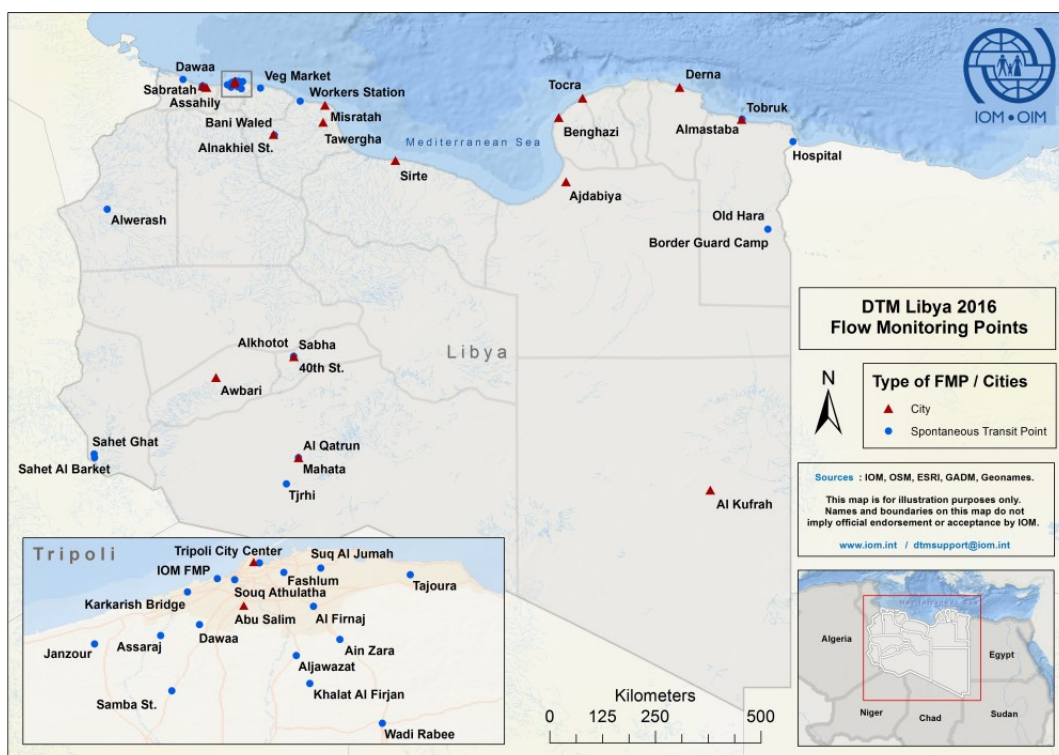 Dawaa
Sabratah
Assahily
Veg Market
Workers Station
Bani Waled
Alnakhiel St.
Misratah
Tawergha
Mediterranean Sea
Sirte
Tocra
Benghazi
Ajdabiya
Derna
Tobruk
Almastaba
Hospital
IOM • OIM
Alwerash
Old Hara
Border Guard Camp
Libya
Alkhotot
Sabha
40th St.
Awbari
Sahet Ghat
Sahet Al Barket
Al Qatrun
Mahata
Tjrhi
Al Kufrah
DTM Libya 2016
Flow Monitoring Points
N
Type of FMP / Cities
City
Spontaneous Transit Point
Sources : IOM, OSM, ESRI, GADM, Geonames.
This map is for illustration purposes only.
Names and boundaries on this map do not
imply official endorsement or acceptance by IOM.
www.iom.int / dtmsupport@iom.int
Tripoli
Tripoli City Center
Suq Al Jumah
IOM FMP
Fashlum
Tajoura
Souq Athulatha
Karkarish Bridge
Abu Salim
Al Firnaj
Dawaa
Assaraj
Janzour
Ain Zara
Aljawazat
Khalat Al Firjan
Samba St.
Wadi Rabee
Kilometers
0 125 250 500
Mediterranean Sea
Algeria
Egypt
Niger
Chad
Sudan